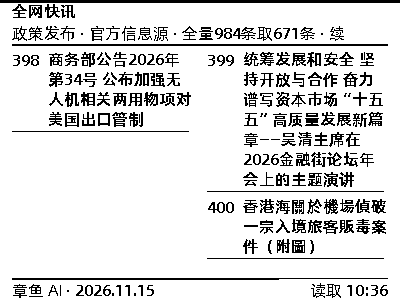 全网快讯
政策发布 · 官方信息源 · 全量984条取671条 · 续
398 商务部公告2026年
第34号 公布加强无
人机相关两用物项对
美国出口管制
399 统筹发展和安全 坚
持开放与合作 奋力
谱写资本市场“十五
五”高质量发展新篇
章——吴清主席在
2026金融街论坛年
会上的主题演讲
400 香港海關於機場偵破
一宗入境旅客販毒案
件（附圖）
章鱼 AI · 2026.11.15
读取 10:36